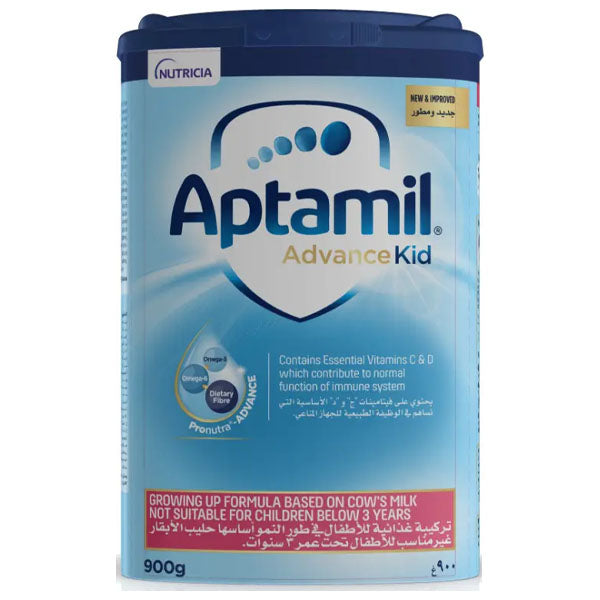 NUTRICIA
NEW & IMPROVED
جديد ومطور
Aptamil®
AdvanceKid
Omega-3
Omega-6
Dietary
Fibre
Pronutra®-ADVANCE
Contains Essential Vitamins C & D
which contribute to normal
function of immune system
يحتوي على فيتامينات "ج" و "د" الأساسية التي
تساهم في الوظيفة الطبيعية للجهاز المناعي.
GROWING UP FORMULA BASED ON COW'S MILK
NOT SUITABLE FOR CHILDREN BELOW 3 YEARS
تركيبة غذائية للأطفال في طور النمو أساسها حليب الأبقار
غير مناسب للأطفال تحت عمر ٣ سنوات.
900g
٩٠٠غ